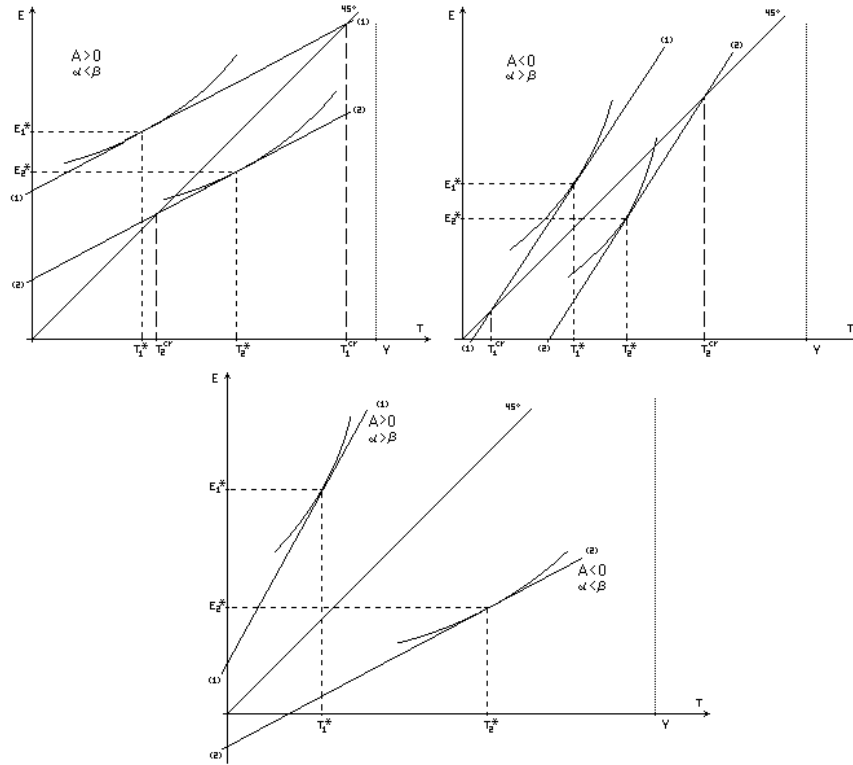 E
45°
(1)
A>0
α<β
(2)
E₁*
E₂*
(1)
(2)
T
T₁*
T₂ᶜʳ
T₂*
T₁ᶜʳ
Y
E
45°
(1)
(2)
A<0
α>β
E₁*
E₂*
T
(1)
T₁ᶜʳ
(2)
T₁*
T₂*
T₂ᶜʳ
Y
E
(1)
45°
A>0
α>β
E₁*
(2)
A<0
α<β
E₂*
(1)
T
T₁*
T₂*
Y
(2)